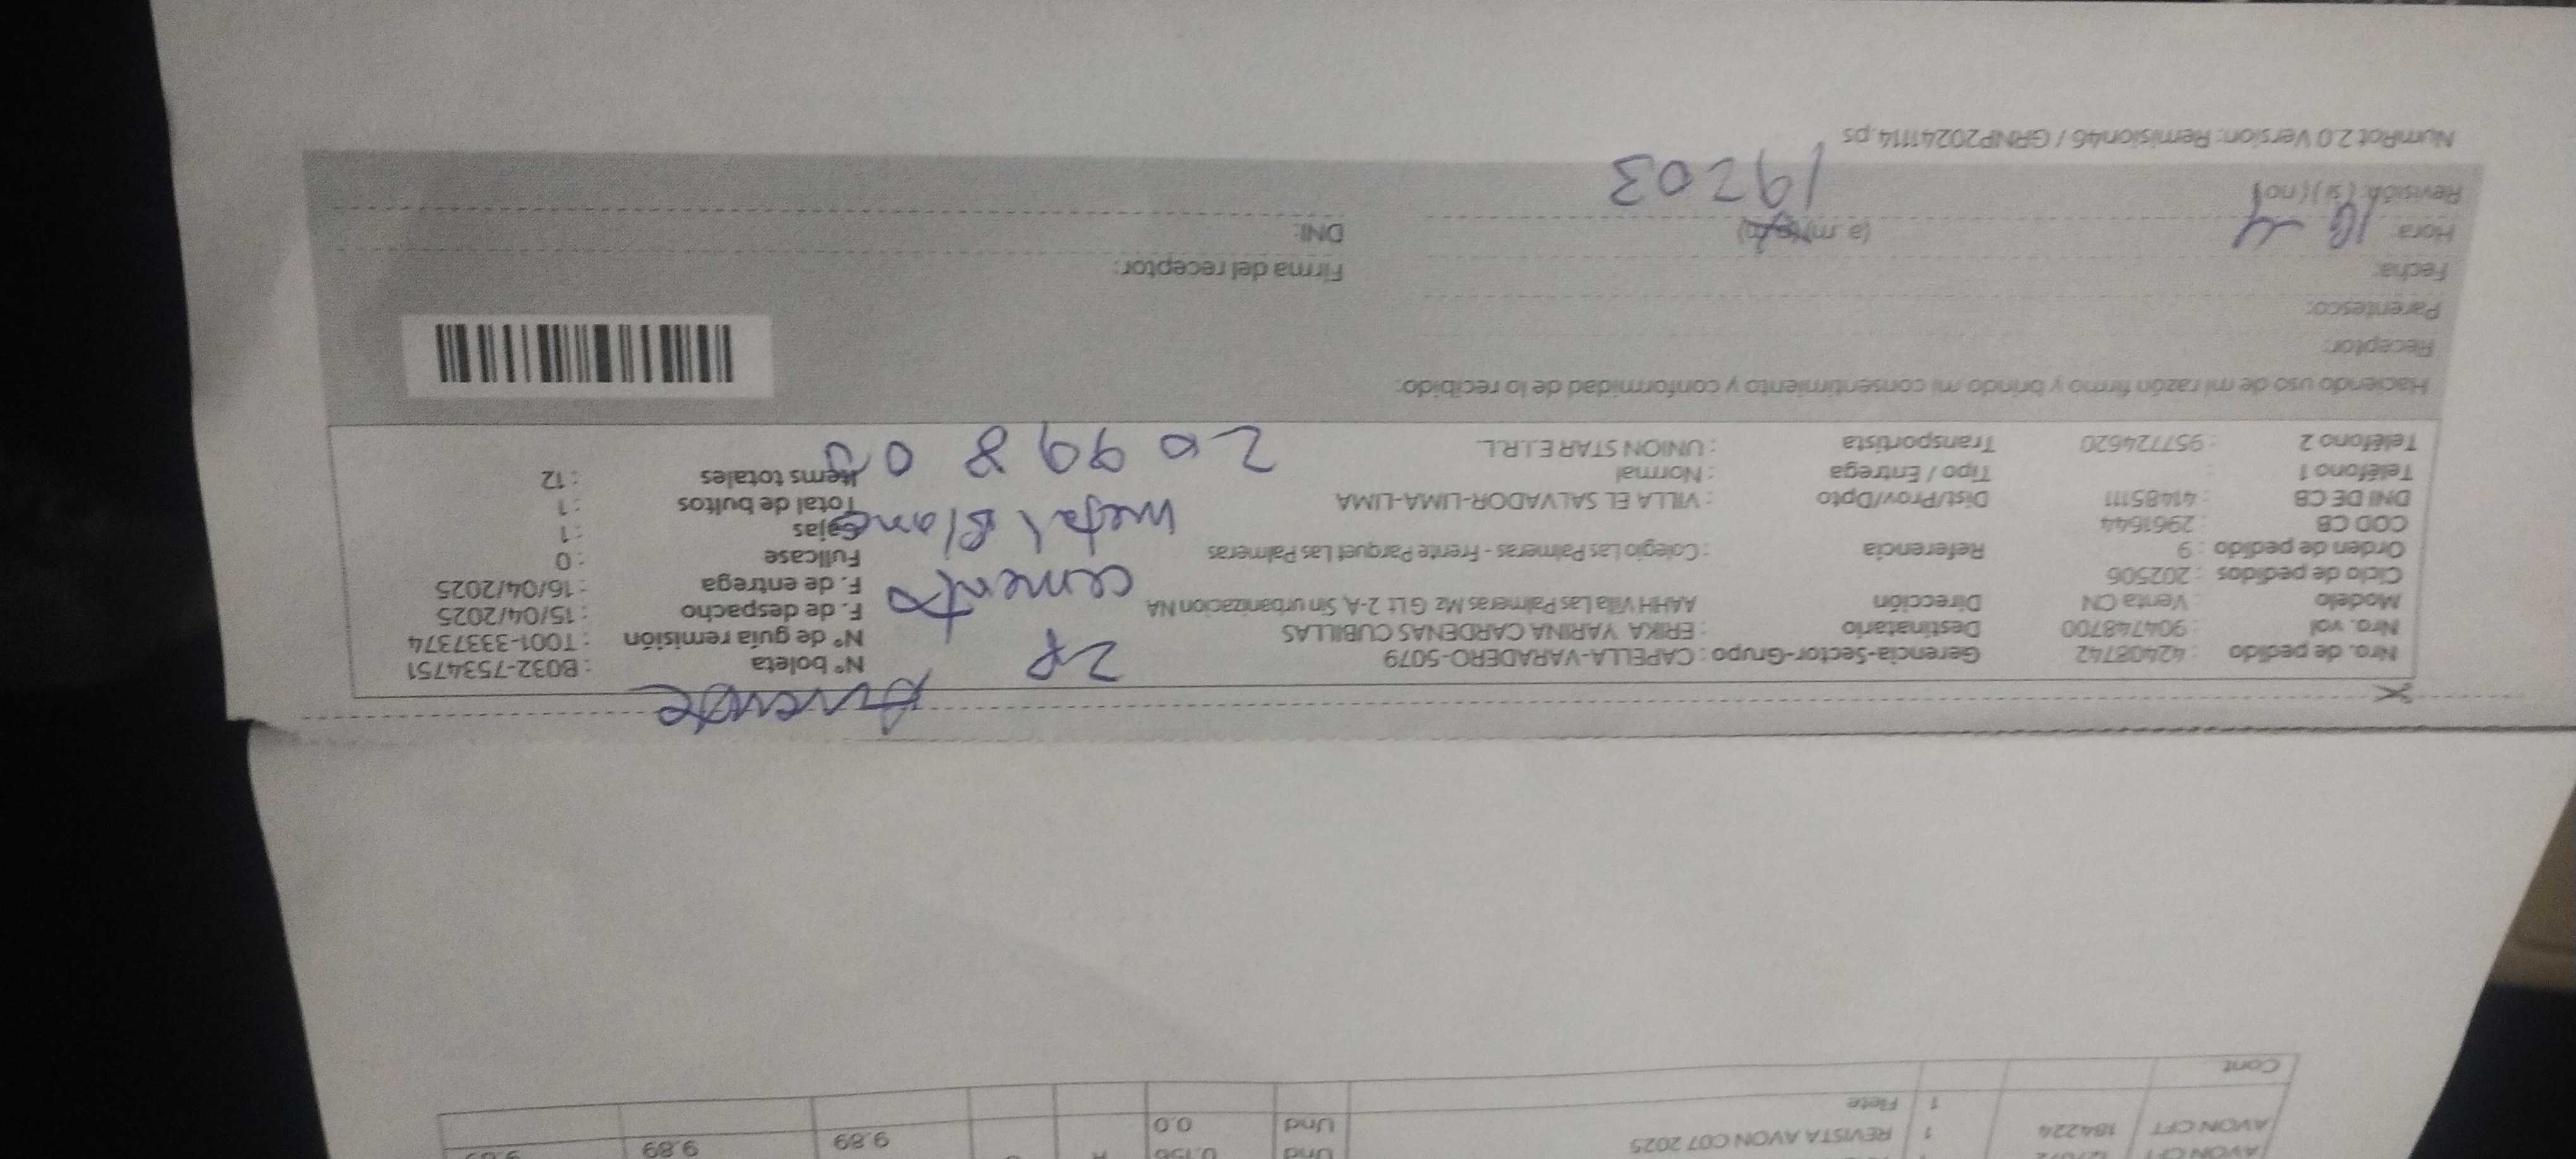 AVON CFT 184224 1 REVISTA AVON C07 2025 Und 0.156 9.89 9.89
1 Flete Und 0.0
Cont
Nro. de pedido : 42408742 Gerencia-Sector-Grupo : CAPELLA-VARADERO-5079 N° boleta : B032-7534751
Nro. vol : 904748700 Destinatario : ERIKA YARINA CARDENAS CUBILLAS 2P N° de guía remisión : T001-3337374
Modelo : Venta CN Dirección AAHH Villa Las Palmeras Mz G Lt 2-A, Sin urbanizacion NA F. de despacho : 15/04/2025
Ciclo de pedidos : 202506 cemento F. de entrega : 16/04/2025
Orden de pedido : 9 Referencia : Colegio Las Palmeras - Frente Parquet Las Palmeras Fullcase : 0
COD CB : 2961644 Cajas : 1
DNI DE CB : 41485111 Dist/Prov/Dpto : VILLA EL SALVADOR-LIMA-LIMA metal Blanco Total de bultos : 1
Teléfono 1 : Tipo / Entrega : Normal Items totales : 12
Teléfono 2 : 957724620 Transportista : UNION STAR E.I.R.L.
Haciendo uso de mi razón firmo y brindo mi consentimiento y conformidad de lo recibido:
Receptor:
Parentesco:
Fecha: Firma del receptor:
Hora: (a.m) DNI:
Revisión: (si) (no)
19203
NumRot 2.0 Version: Remision46 / GRNP20241114.ps